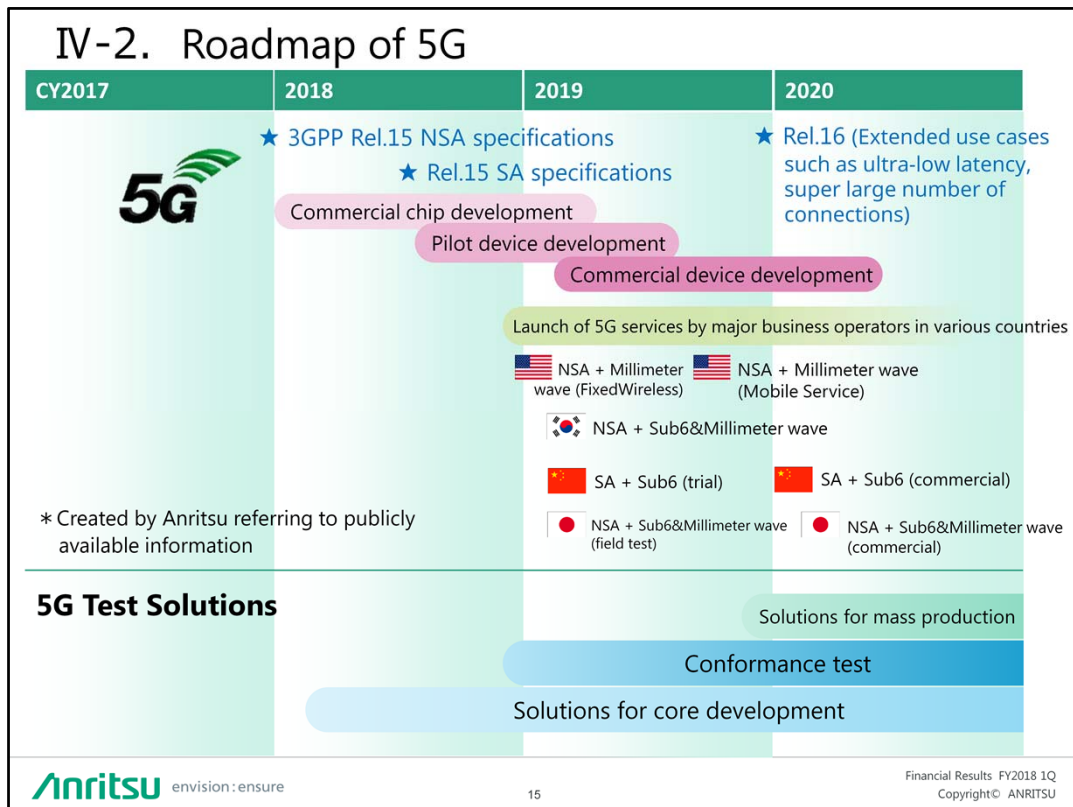 Ⅳ-2. Roadmap of 5G
CY2017 2018 2019 2020
5G
★ 3GPP Rel.15 NSA specifications
★ Rel.15 SA specifications
★ Rel.16 (Extended use cases
such as ultra-low latency,
super large number of
connections)
Commercial chip development
Pilot device development
Commercial device development
Launch of 5G services by major business operators in various countries
NSA + Millimeter
wave (FixedWireless)
NSA + Millimeter wave
(Mobile Service)
NSA + Sub6&Millimeter wave
SA + Sub6 (trial)
SA + Sub6 (commercial)
NSA + Sub6&Millimeter wave
(field test)
NSA + Sub6&Millimeter wave
(commercial)
＊Created by Anritsu referring to publicly
available information
5G Test Solutions
Solutions for mass production
Conformance test
Solutions for core development
Anritsu envision:ensure
15
Financial Results FY2018 1Q
Copyright© ANRITSU